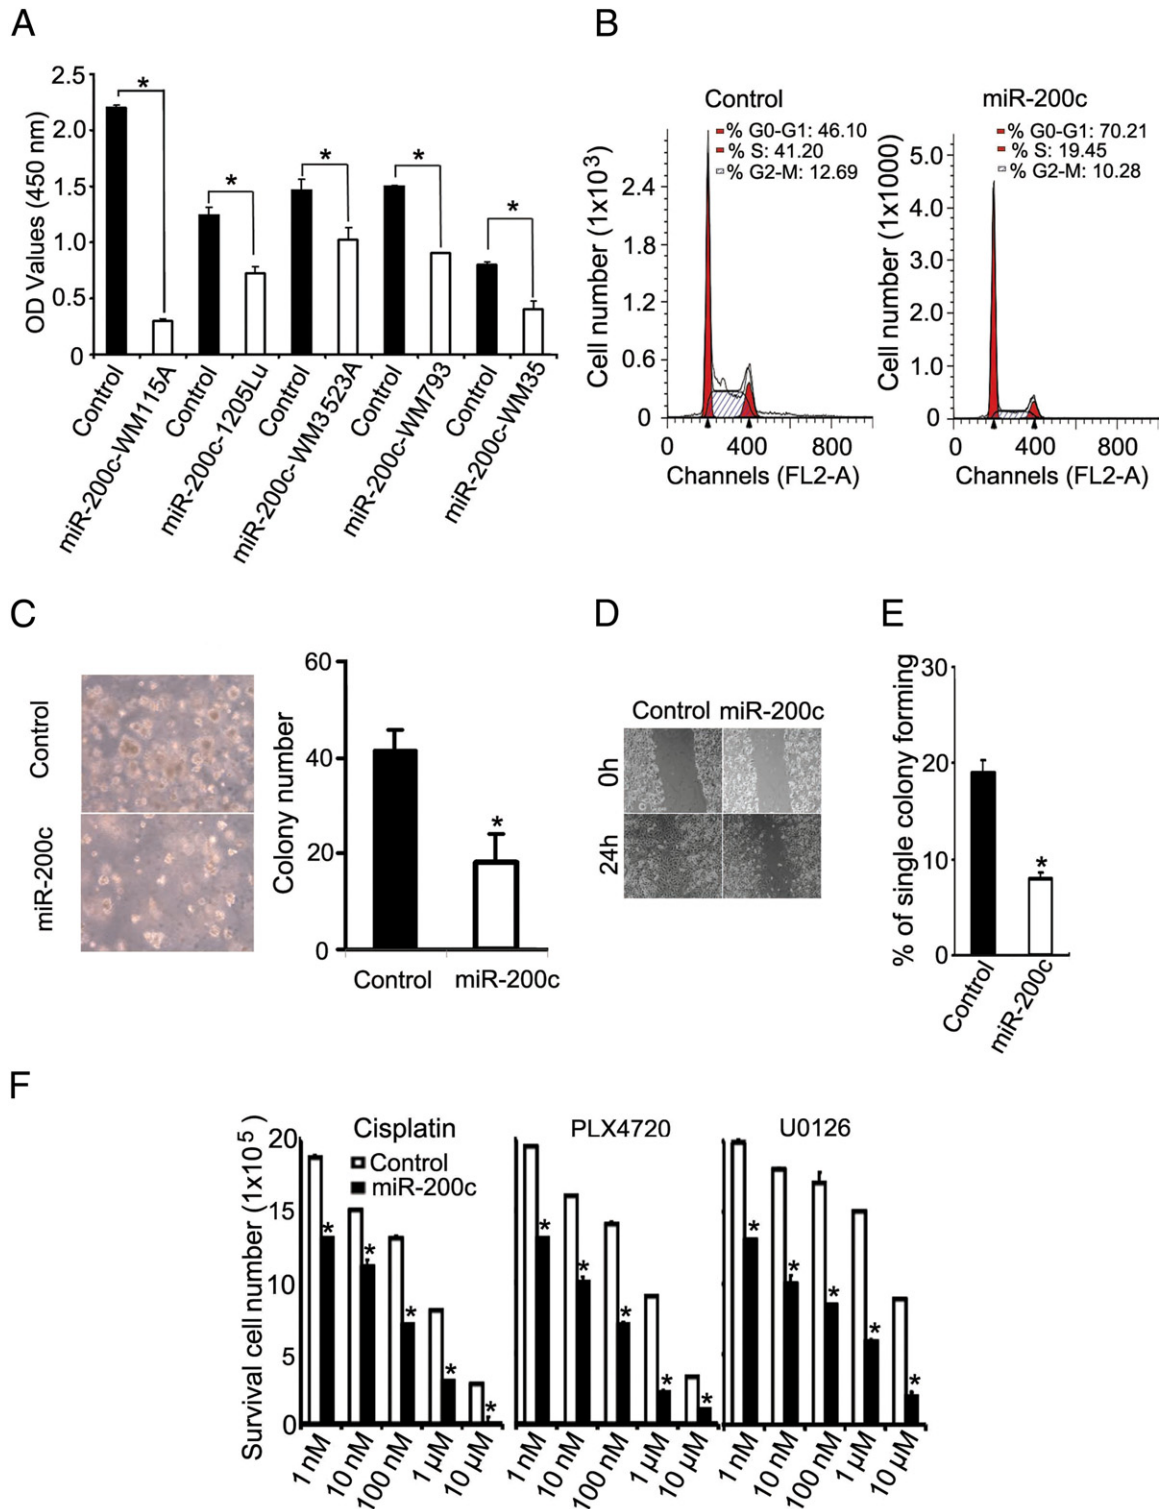 A
OD Values (450 nm)
2.5
2.0
1.5
1.0
0.5
0
*
*
*
*
*
Control
miR-200c-WM115A
Control
miR-200c-1205Lu
Control
miR-200c-WM3523A
Control
miR-200c-WM793
Control
miR-200c-WM35
B
Control
% G0-G1: 46.10
% S: 41.20
% G2-M: 12.69
Cell number (1x10³)
2.4
1.8
1.2
0.6
0
0 400 800
Channels (FL2-A)
miR-200c
% G0-G1: 70.21
% S: 19.45
% G2-M: 10.28
Cell number (1x1000)
5.0
4.0
3.0
2.0
1.0
0
0 400 800
Channels (FL2-A)
C
Control
miR-200c
Colony number
60
40
20
0
*
Control miR-200c
D
Control miR-200c
0h
24h
E
% of single colony forming
30
20
10
0
*
Control
miR-200c
F
Survival cell number (1x10⁵)
20
15
10
5
0
Cisplatin
Control
miR-200c
* * * * *
1 nM
10 nM
100 nM
1 µM
10 µM
PLX4720
* * * * *
1 nM
10 nM
100 nM
1 µM
10 µM
U0126
* * * * *
1 nM
10 nM
100 nM
1 µM
10 µM